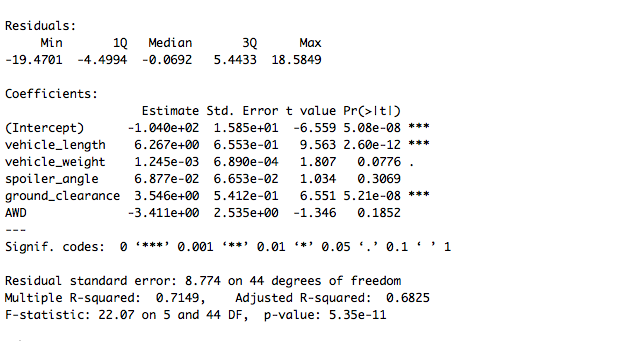 Residuals:
     Min       1Q   Median       3Q      Max
-19.4701  -4.4994  -0.0692   5.4433  18.5849
Coefficients:
                   Estimate Std. Error t value Pr(>|t|)
(Intercept)      -1.040e+02  1.585e+01  -6.559 5.08e-08 ***
vehicle_length    6.267e+00  6.553e-01   9.563 2.60e-12 ***
vehicle_weight    1.245e-03  6.890e-04   1.807   0.0776 .
spoiler_angle     6.877e-02  6.653e-02   1.034   0.3069
ground_clearance  3.546e+00  5.412e-01   6.551 5.21e-08 ***
AWD              -3.411e+00  2.535e+00  -1.346   0.1852
---
Signif. codes:  0 ‘***’ 0.001 ‘**’ 0.01 ‘*’ 0.05 ‘.’ 0.1 ‘ ’ 1
Residual standard error: 8.774 on 44 degrees of freedom
Multiple R-squared:  0.7149,    Adjusted R-squared:  0.6825
F-statistic: 22.07 on 5 and 44 DF,  p-value: 5.35e-11